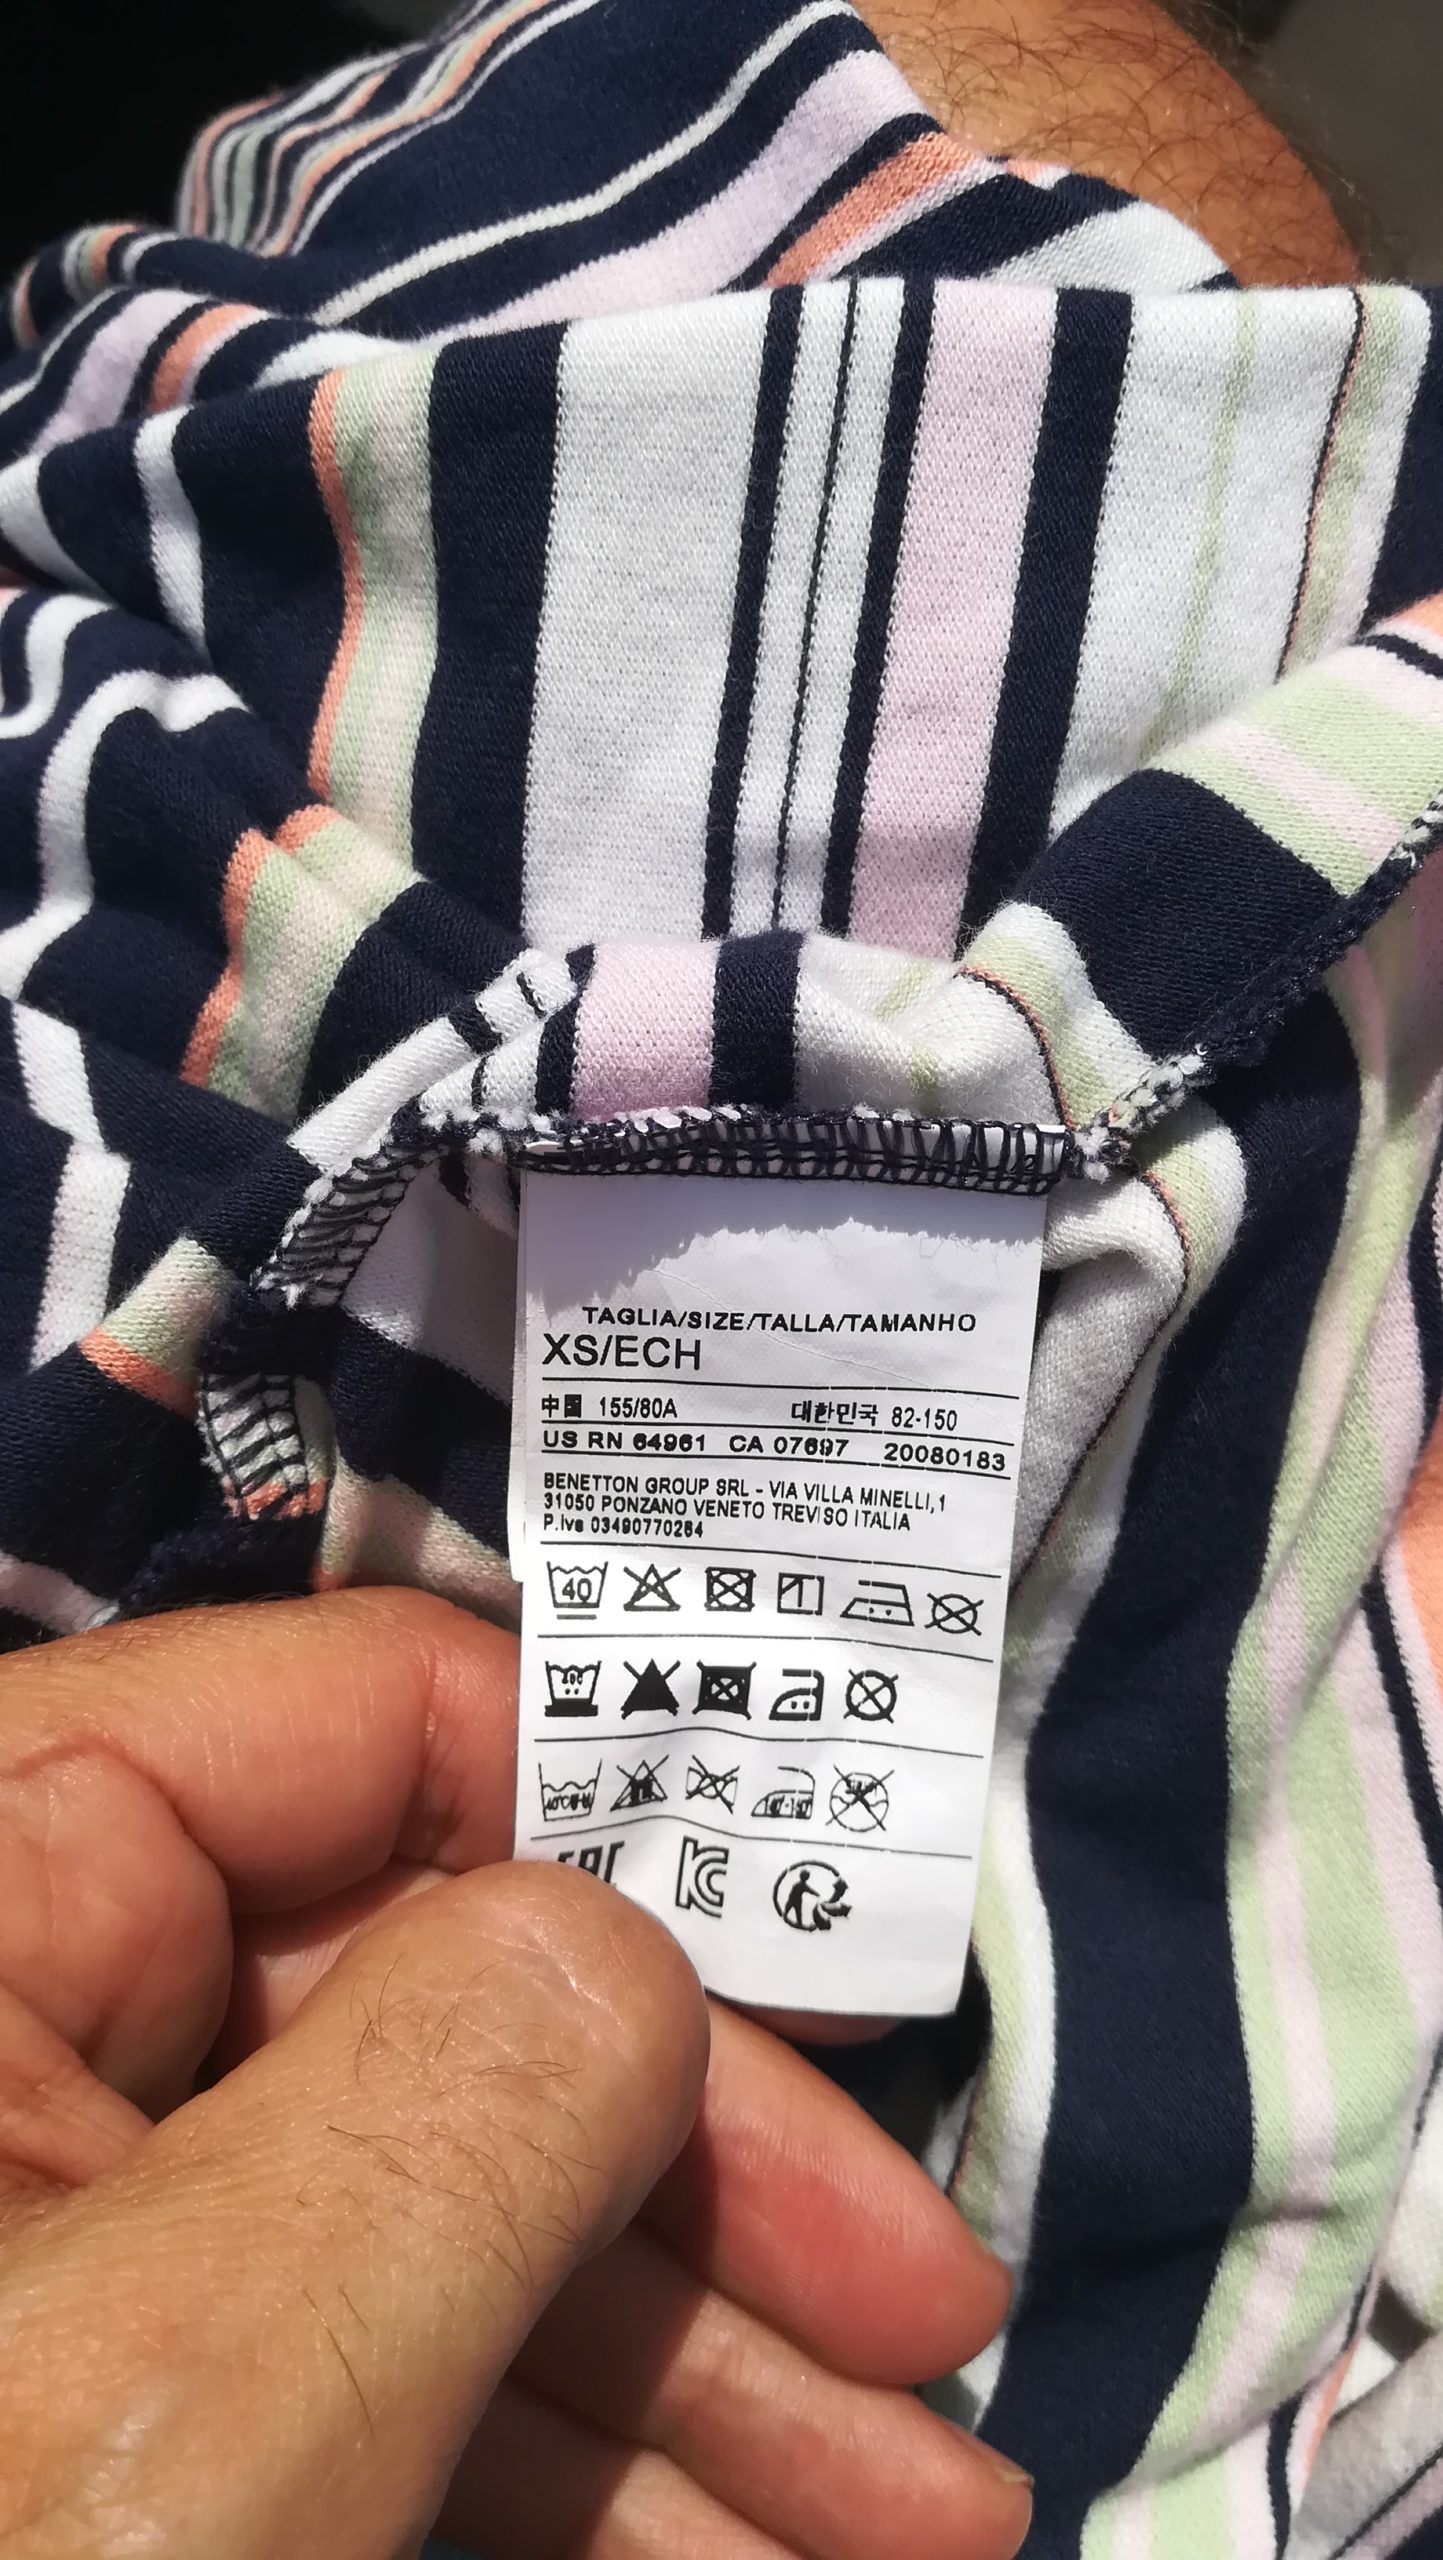 TAGLIA/SIZE/TALLA/TAMANHO
XS/ECH
中国 155/80A 대한민국 82-150
US RN 64961 CA 07697 20080183
BENETTON GROUP SRL - VIA VILLA MINELLI,1
31050 PONZANO VENETO TREVISO ITALIA
P.iva 03490770264
40